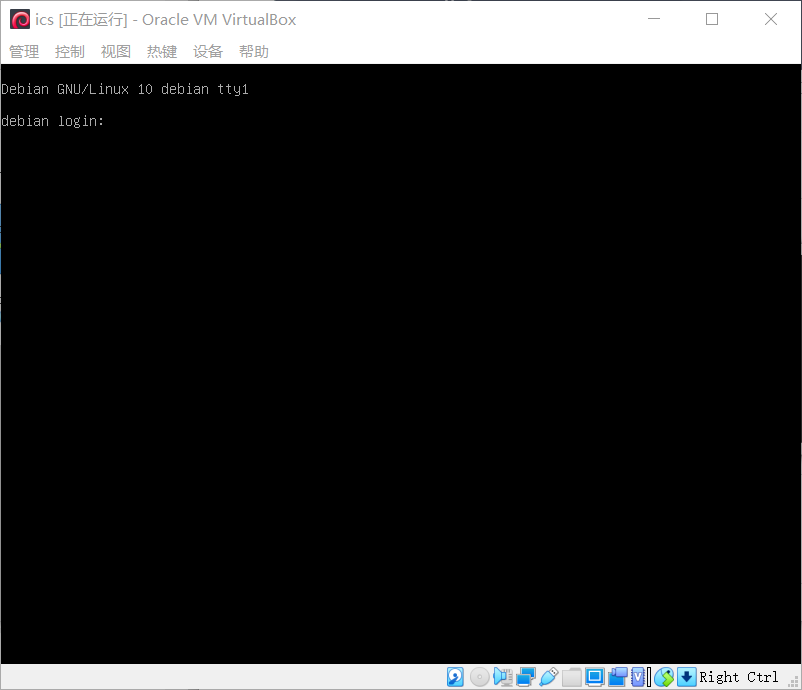 ics [正在运行] - Oracle VM VirtualBox
管理 控制 视图 热键 设备 帮助
Debian GNU/Linux 10 debian tty1
debian login:
Right Ctrl